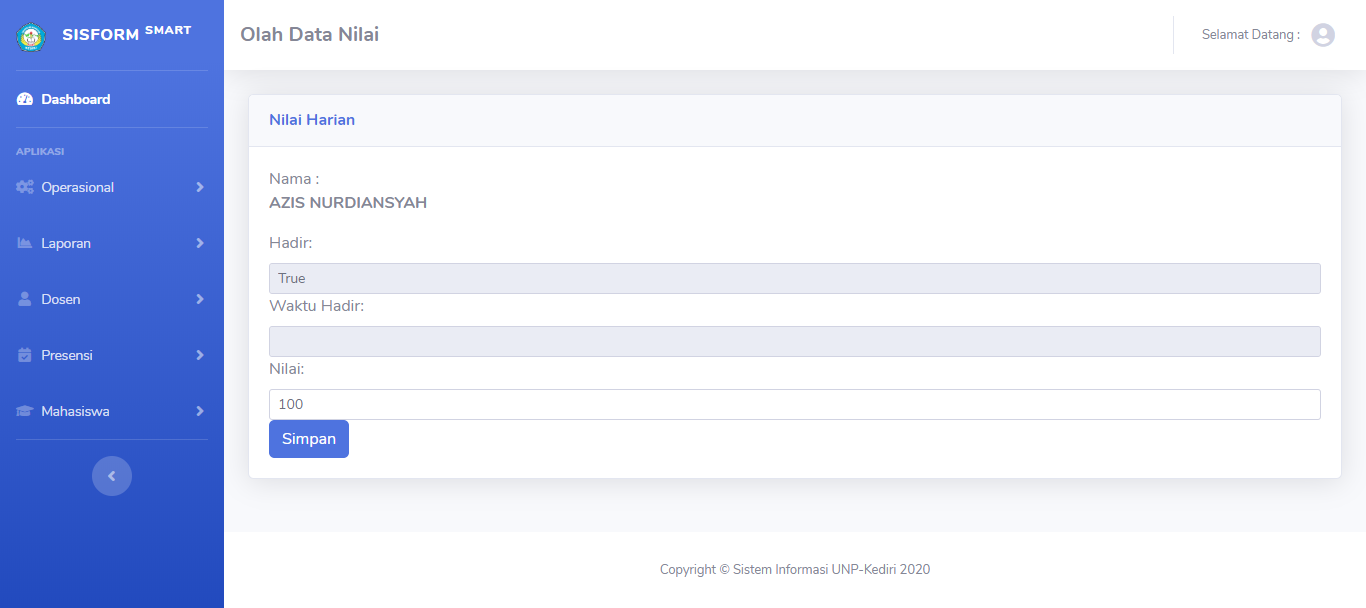 SISFORM SMART
Dashboard
APLIKASI
Operasional
Laporan
Dosen
Presensi
Mahasiswa
Olah Data Nilai
Selamat Datang :
Nilai Harian
Nama :
AZIS NURDIANSYAH
Hadir:
True
Waktu Hadir:
Nilai:
100
Simpan
Copyright © Sistem Informasi UNP-Kediri 2020